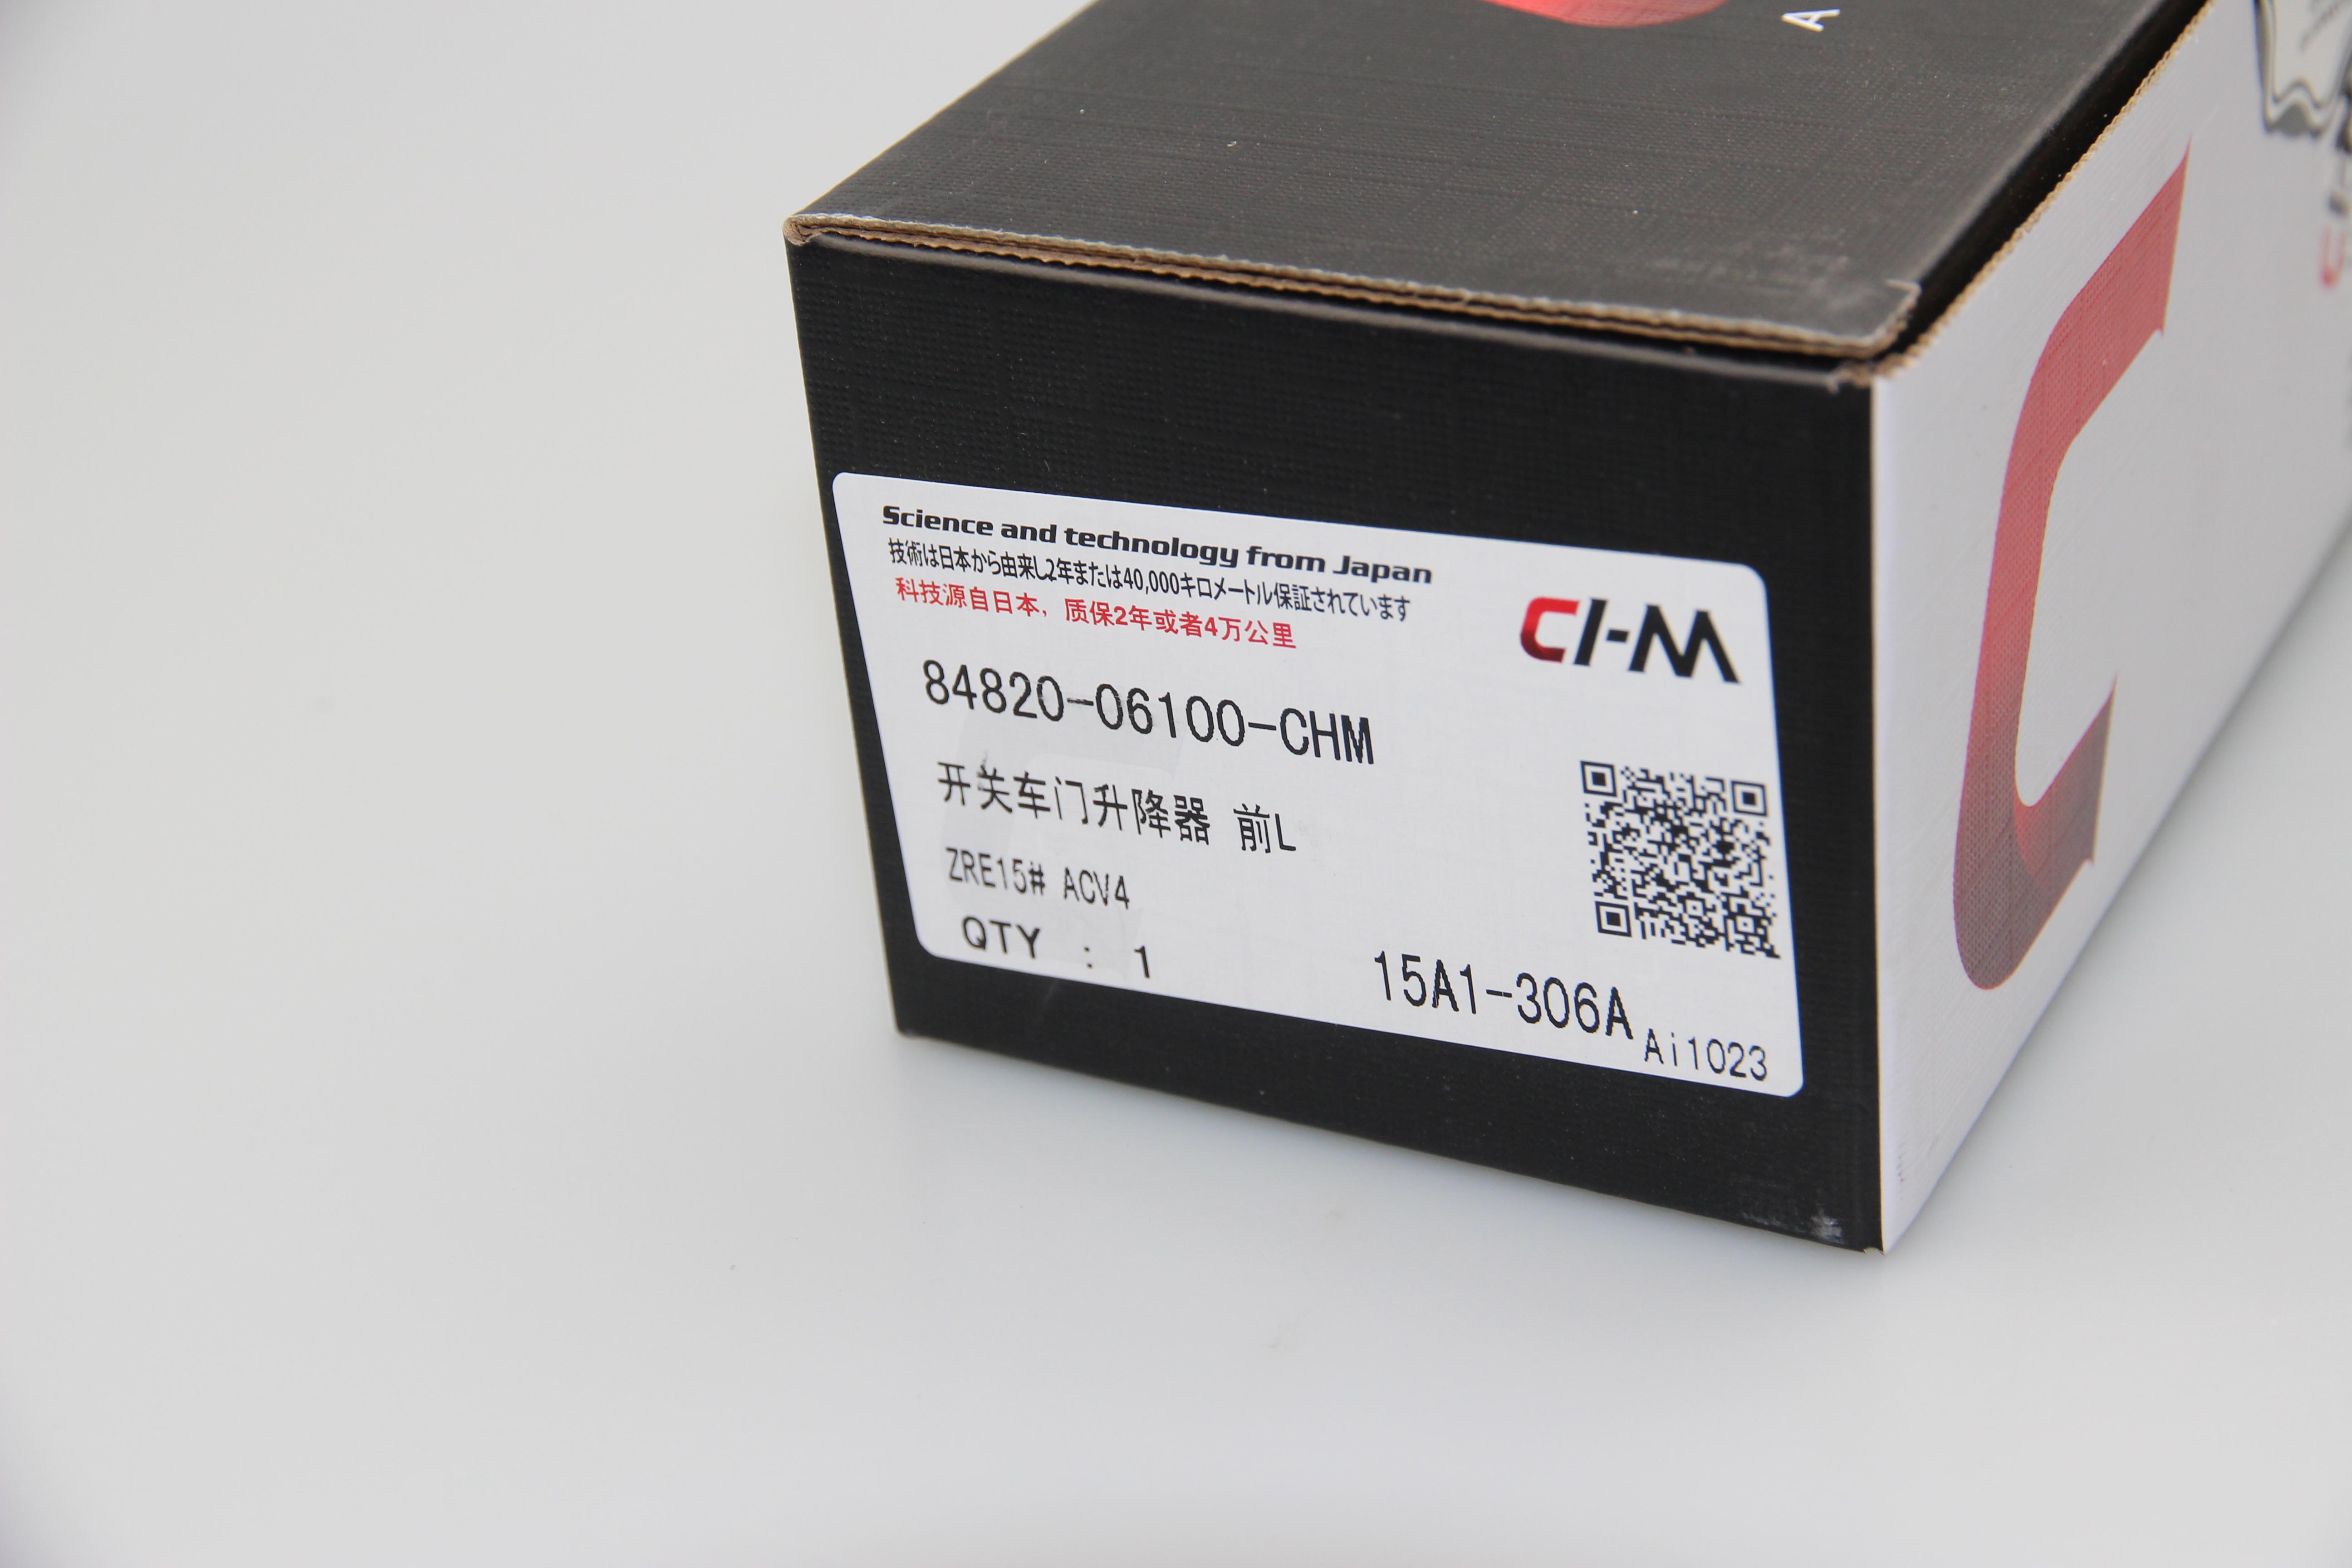 A
Science and technology from Japan
技術は日本から由来し2年または40,000キロメートル保証されています
科技源自日本，质保2年或者4万公里
CH-M
84820-06100-CHM
开关车门升降器 前L
ZRE15# ACV4
QTY : 1
15A1-306A
Ai1023